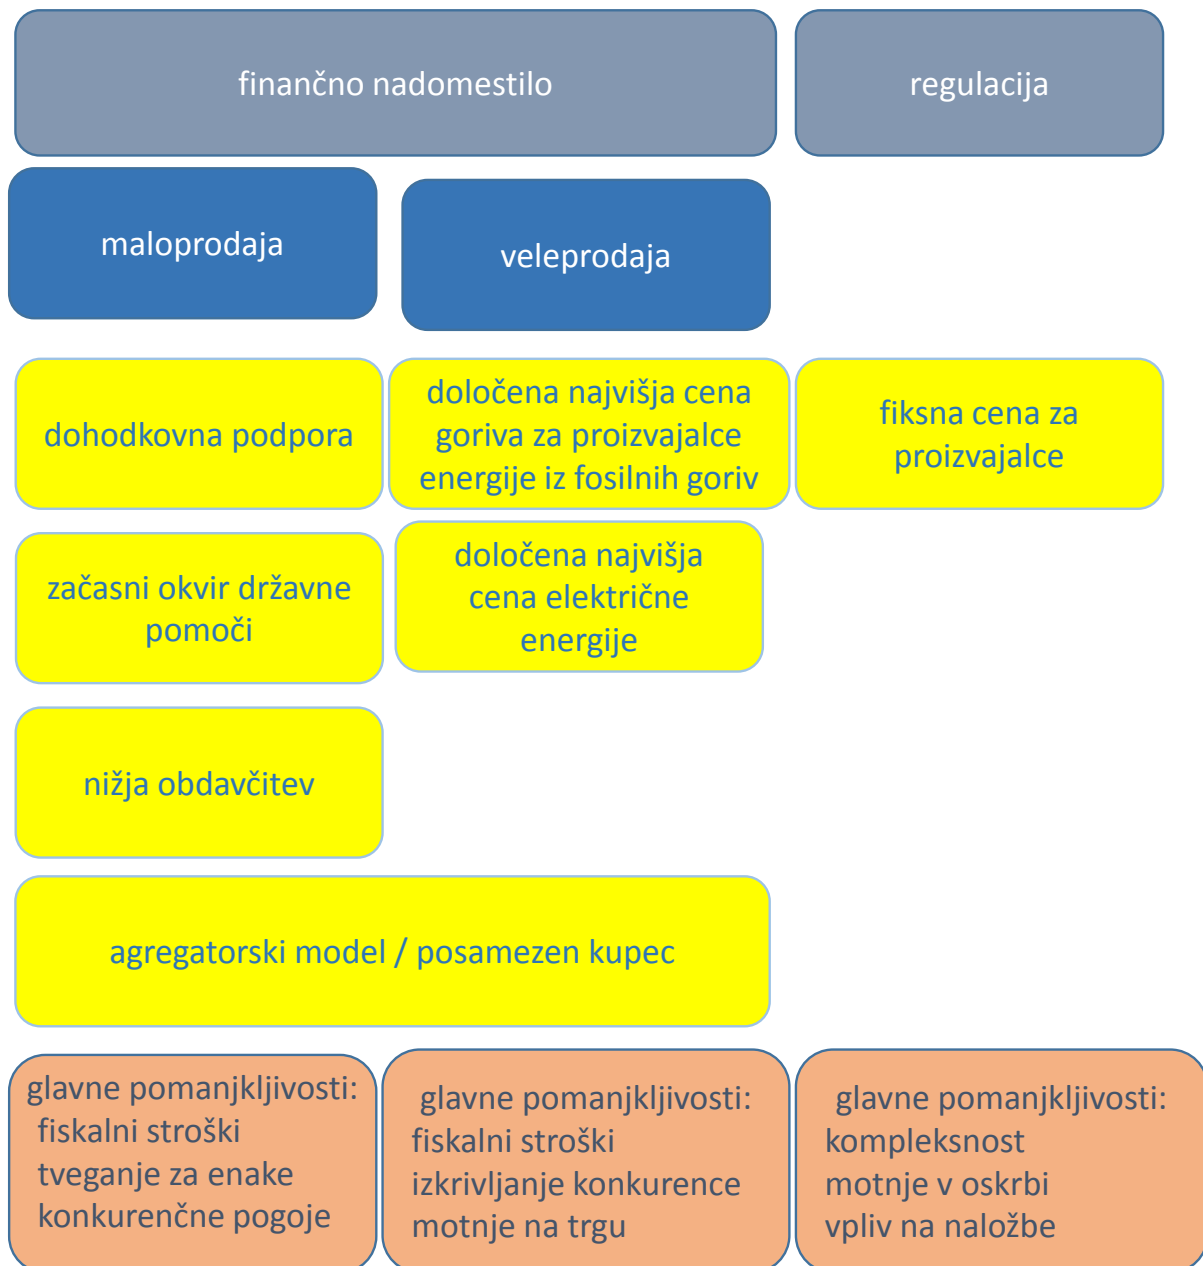 finančno nadomestilo
regulacija
maloprodaja
veleprodaja
dohodkovna podpora
določena najvišja cena
goriva za proizvajalce
energije iz fosilnih goriv
fiksna cena za
proizvajalce
začasni okvir državne
pomoči
določena najvišja
cena električne
energije
nižja obdavčitev
agregatorski model / posamezen kupec
glavne pomanjkljivosti:
fiskalni stroški
tveganje za enake
konkurenčne pogoje
glavne pomanjkljivosti:
fiskalni stroški
izkrivljanje konkurence
motnje na trgu
glavne pomanjkljivosti:
kompleksnost
motnje v oskrbi
vpliv na naložbe